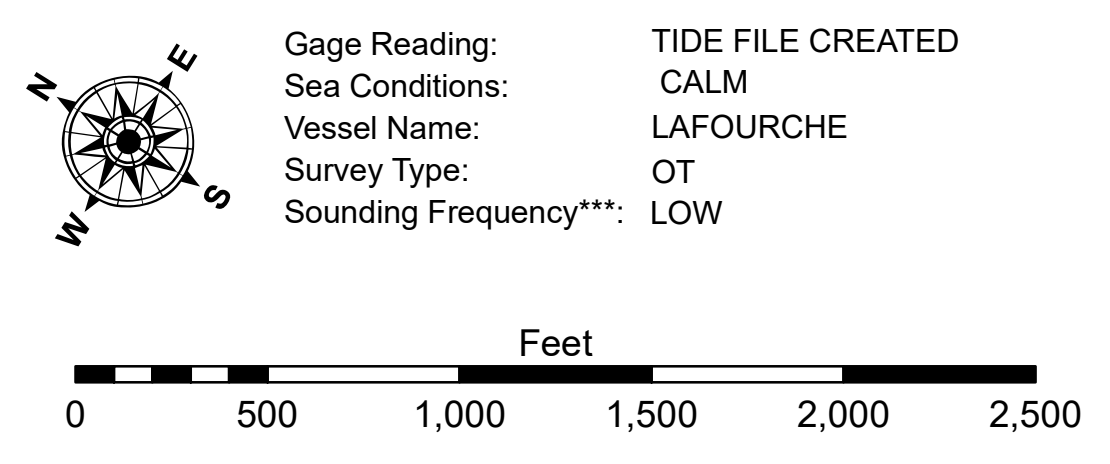 N
E
S
W
Gage Reading: TIDE FILE CREATED
Sea Conditions: CALM
Vessel Name: LAFOURCHE
Survey Type: OT
Sounding Frequency***: LOW
Feet
0 500 1,000 1,500 2,000 2,500